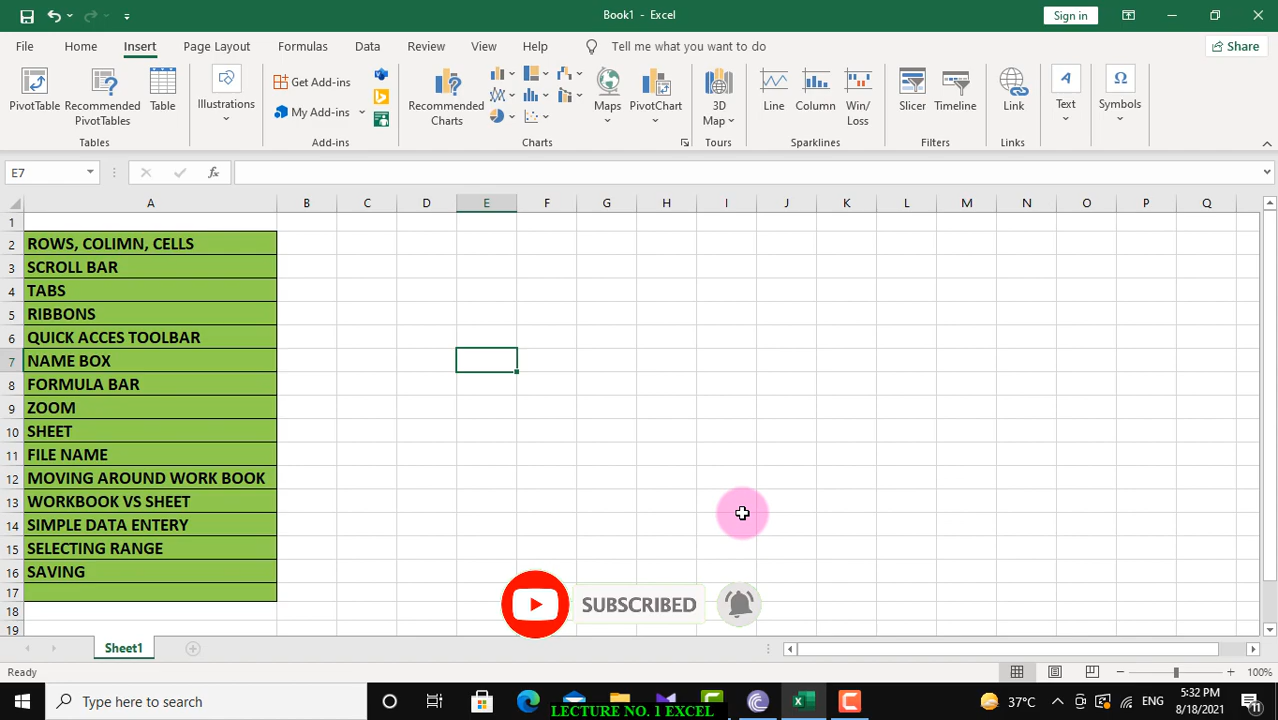 Book1 - Excel
Sign in
File Home Insert Page Layout Formulas Data Review View Help Tell me what you want to do Share
PivotTable
Recommended PivotTables
Table
Illustrations
Get Add-ins
My Add-ins
Recommended Charts
Maps
PivotChart
3D Map
Line
Column
Win/ Loss
Slicer
Timeline
Link
Text
Symbols
Tables Add-ins Charts Tours Sparklines Filters Links
E7
fx
A B C D E F G H I J K L M N O P Q
1
2 ROWS, COLIMN, CELLS
3 SCROLL BAR
4 TABS
5 RIBBONS
6 QUICK ACCES TOOLBAR
7 NAME BOX
8 FORMULA BAR
9 ZOOM
10 SHEET
11 FILE NAME
12 MOVING AROUND WORK BOOK
13 WORKBOOK VS SHEET
14 SIMPLE DATA ENTERY
15 SELECTING RANGE
16 SAVING
17
18
19
SUBSCRIBED
Sheet1
Ready
100%
Type here to search
37°C
ENG
5:32 PM
8/18/2021
11
LECTURE NO. 1 EXCEL